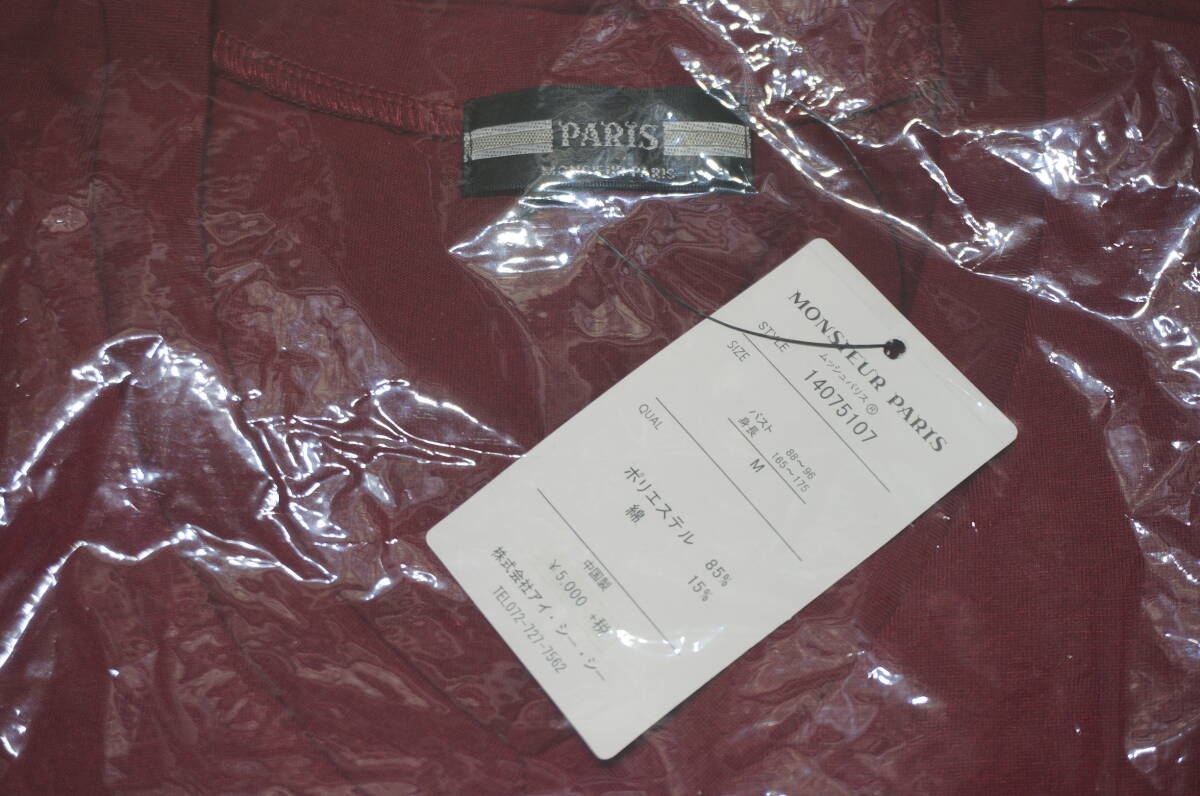 PARIS
PARIS
MONSIEUR PARIS
ムッシュパリス®
STYLE 14075107
SIZE
バスト 88～96
身長 165～175
M
QUAL
ポリエステル 85%
綿 15%
中国製
¥5,000 +税
株式会社アイ・シー・シー
TEL072-727-7562